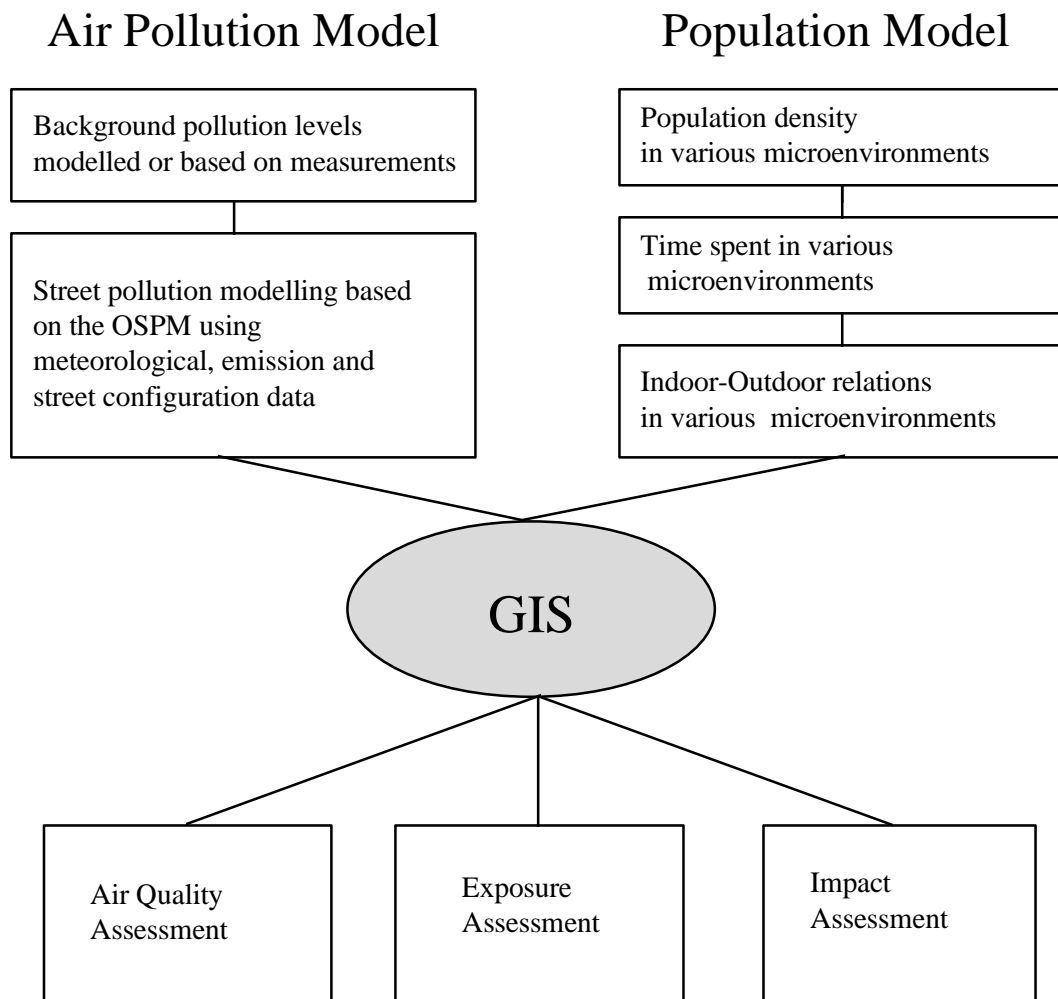 Air Pollution Model
Population Model
Background pollution levels
modelled or based on measurements
Street pollution modelling based
on the OSPM using
meteorological, emission and
street configuration data
Population density
in various microenvironments
Time spent in various
microenvironments
Indoor-Outdoor relations
in various microenvironments
GIS
Air Quality
Assessment
Exposure
Assessment
Impact
Assessment